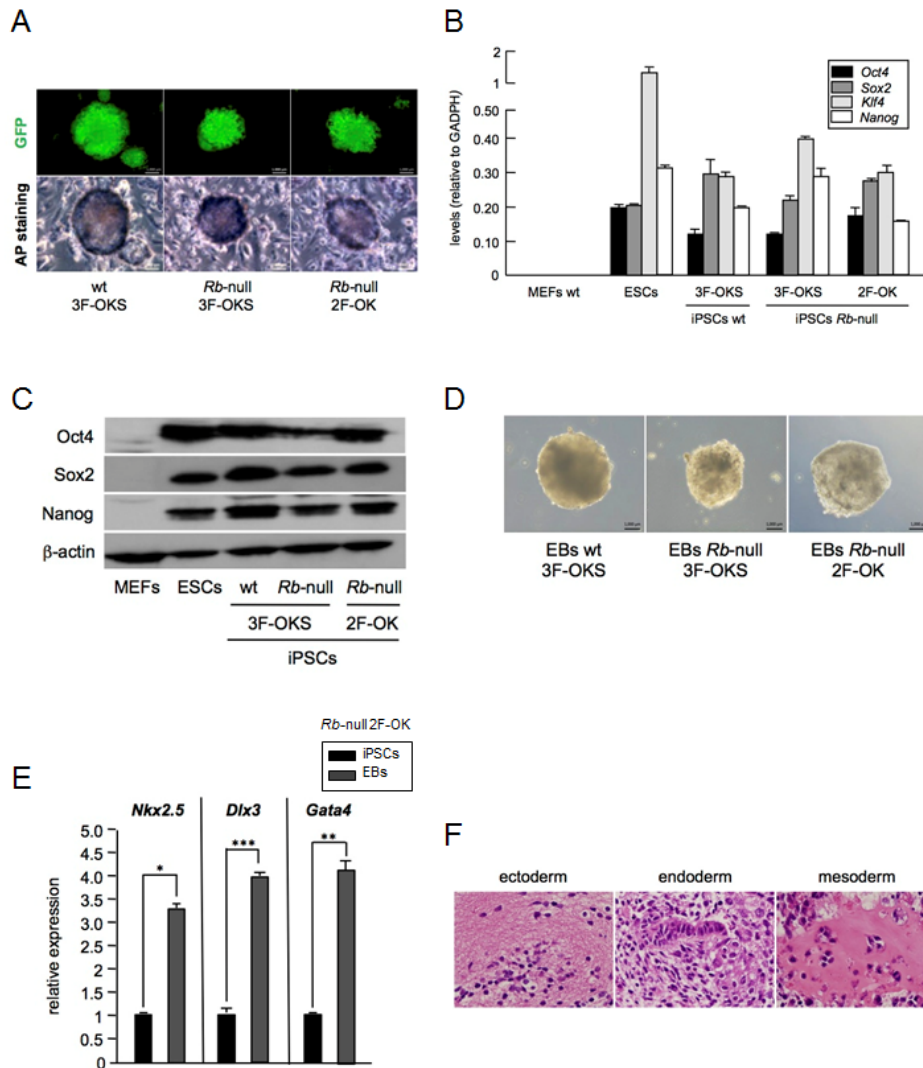 A
GFP
AP staining
wt
3F-OKS
Rb-null
3F-OKS
Rb-null
2F-OK
B
levels (relative to GADPH)
2
1
0.50
0.40
0.30
0.20
0.10
0
Oct4
Sox2
Klf4
Nanog
MEFs wt
ESCs
3F-OKS
3F-OKS
2F-OK
iPSCs wt
iPSCs Rb-null
C
Oct4
Sox2
Nanog
β-actin
MEFs
ESCs
wt
Rb-null
Rb-null
3F-OKS
2F-OK
iPSCs
D
EBs wt
3F-OKS
EBs Rb-null
3F-OKS
EBs Rb-null
2F-OK
E
Rb-null 2F-OK
iPSCs
EBs
Nkx2.5
Dlx3
Gata4
relative expression
5.0
4.5
4.0
3.5
3.0
2.5
2.0
1.5
1
0.5
0
*
***
**
F
ectoderm
endoderm
mesoderm